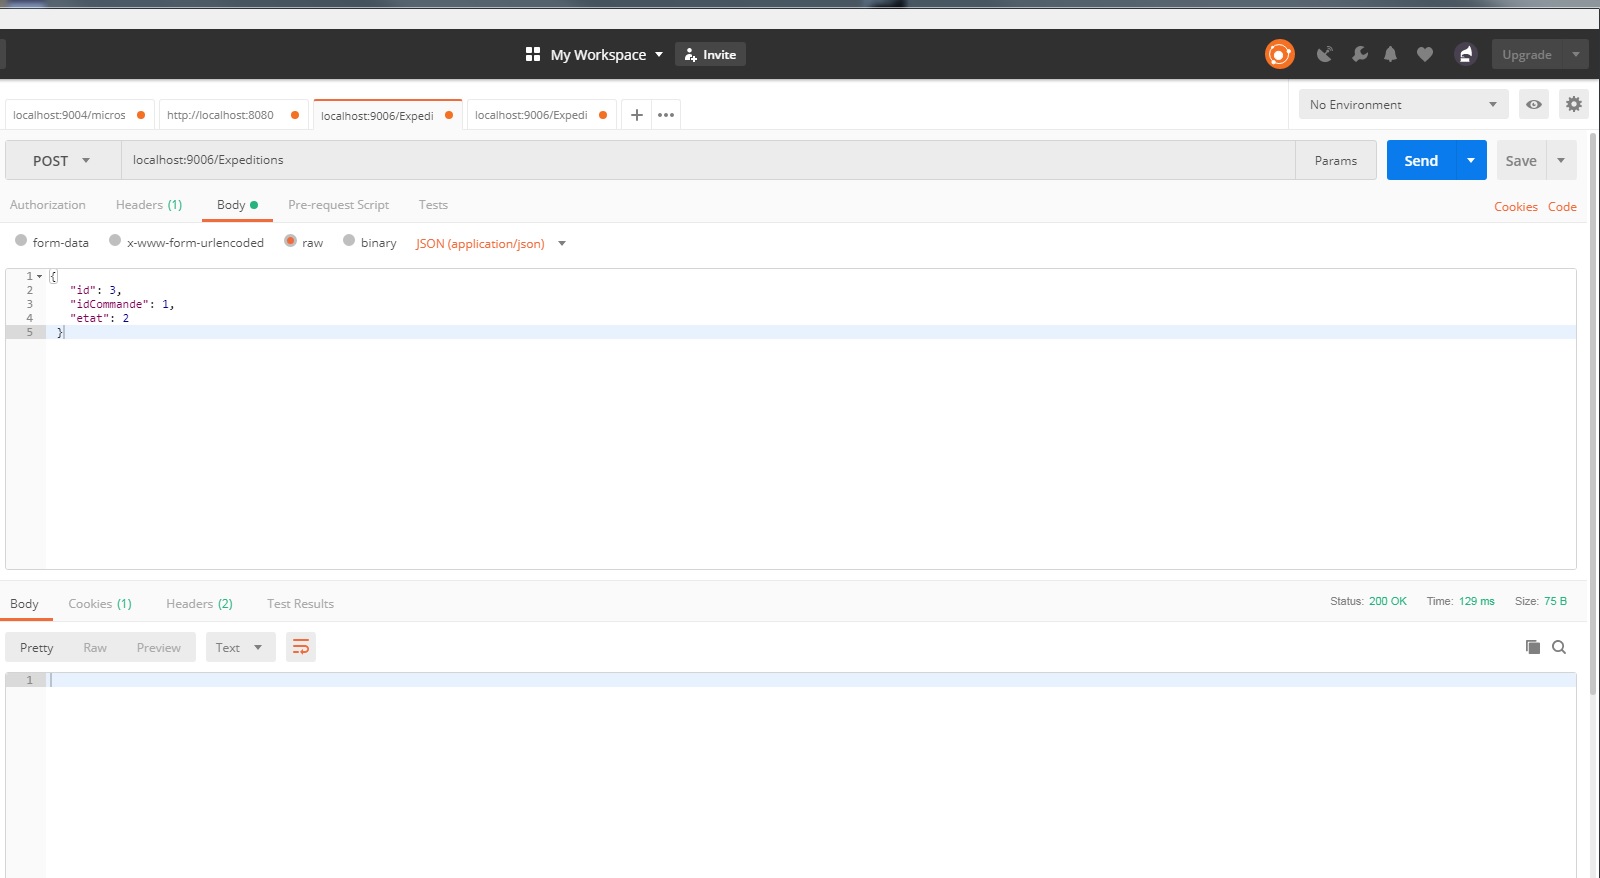 My Workspace Invite Upgrade
localhost:9004/micros http://localhost:8080 localhost:9006/Expedi localhost:9006/Expedi No Environment
POST localhost:9006/Expeditions Params Send Save
Authorization Headers (1) Body Pre-request Script Tests Cookies Code
form-data x-www-form-urlencoded raw binary JSON (application/json)
1 {
2 "id": 3,
3 "idCommande": 1,
4 "etat": 2
5 }
Body Cookies (1) Headers (2) Test Results Status: 200 OK Time: 129 ms Size: 75 B
Pretty Raw Preview Text
1